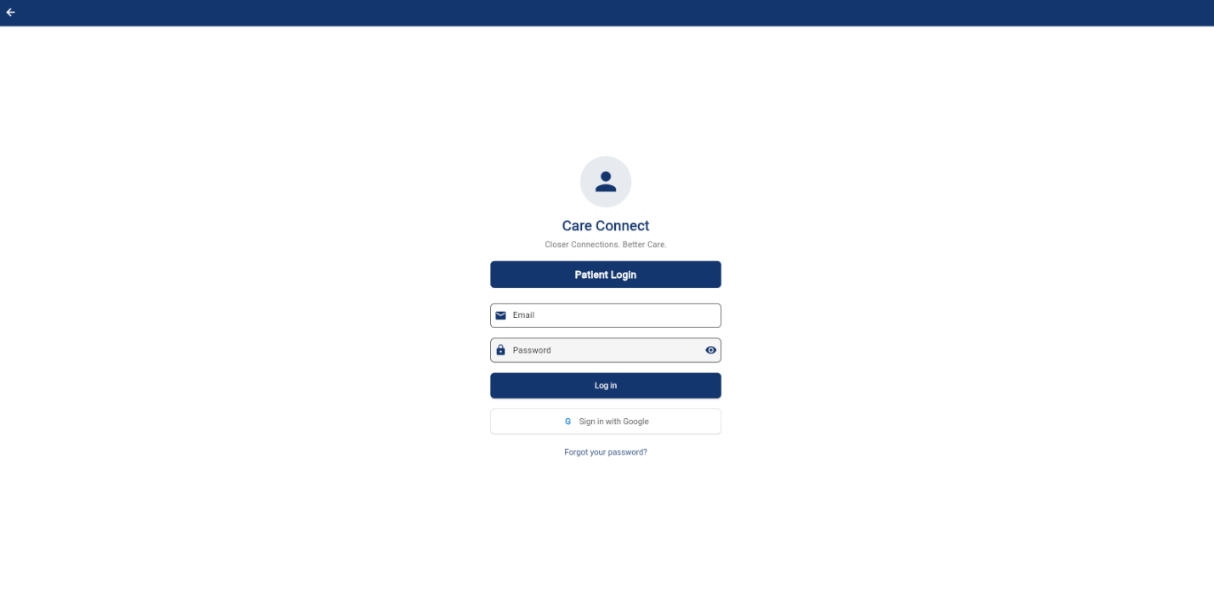 Care Connect
Closer Connections. Better Care.
Patient Login
Email
Password
Log in
G Sign in with Google
Forgot your password?